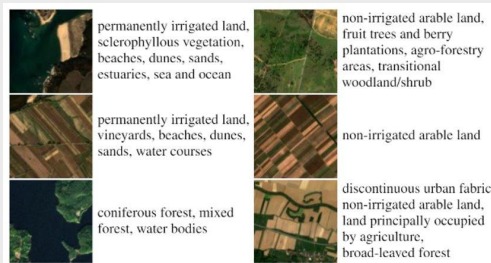 permanently irrigated land,
sclerophyllous vegetation,
beaches, dunes, sands,
estuaries, sea and ocean
non-irrigated arable land,
fruit trees and berry
plantations, agro-forestry
areas, transitional
woodland/shrub
permanently irrigated land,
vineyards, beaches, dunes,
sands, water courses
non-irrigated arable land
coniferous forest, mixed
forest, water bodies
discontinuous urban fabric
non-irrigated arable land,
land principally occupied
by agriculture,
broad-leaved forest